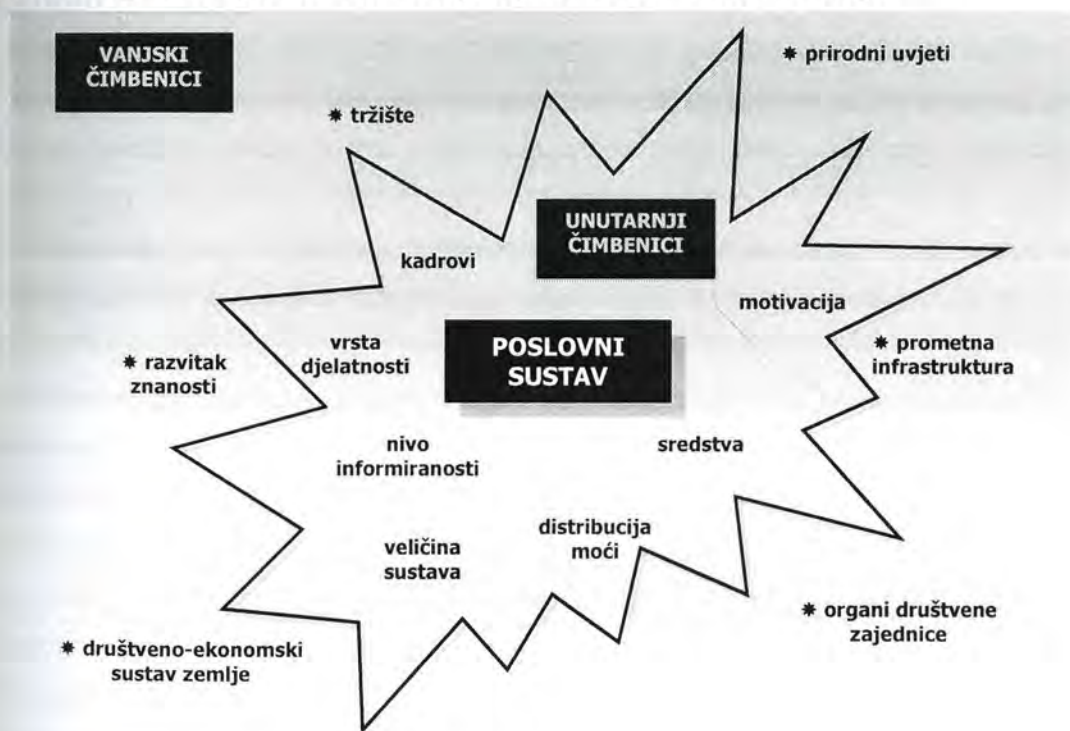 VANJSKI
ČIMBENICI
✷ prirodni uvjeti
✷ tržište
UNUTARNJI
ČIMBENICI
kadrovi
motivacija
POSLOVNI
SUSTAV
vrsta
djelatnosti
✷ razvitak
znanosti
✷ prometna
infrastruktura
nivo
informiranosti
sredstva
distribucija
moći
veličina
sustava
✷ organi društvene
zajednice
✷ društveno-ekonomski
sustav zemlje